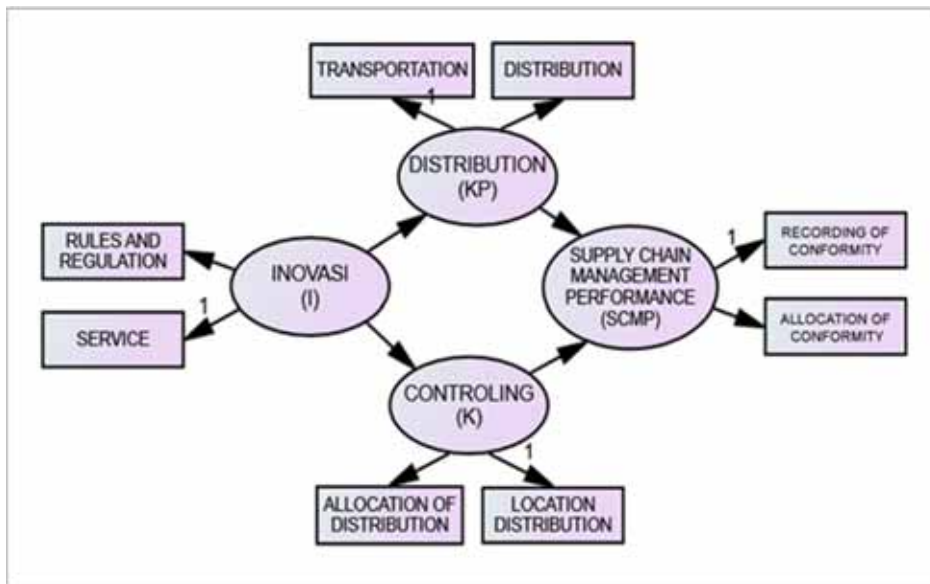 TRANSPORTATION
DISTRIBUTION
1
DISTRIBUTION
(KP)
RULES AND
REGULATION
INOVASI
(I)
SUPPLY CHAIN
MANAGEMENT
PERFORMANCE
(SCMP)
1
RECORDING OF
CONFORMITY
1
SERVICE
ALLOCATION OF
CONFORMITY
CONTROLING
(K)
1
ALLOCATION OF
DISTRIBUTION
LOCATION
DISTRIBUTION